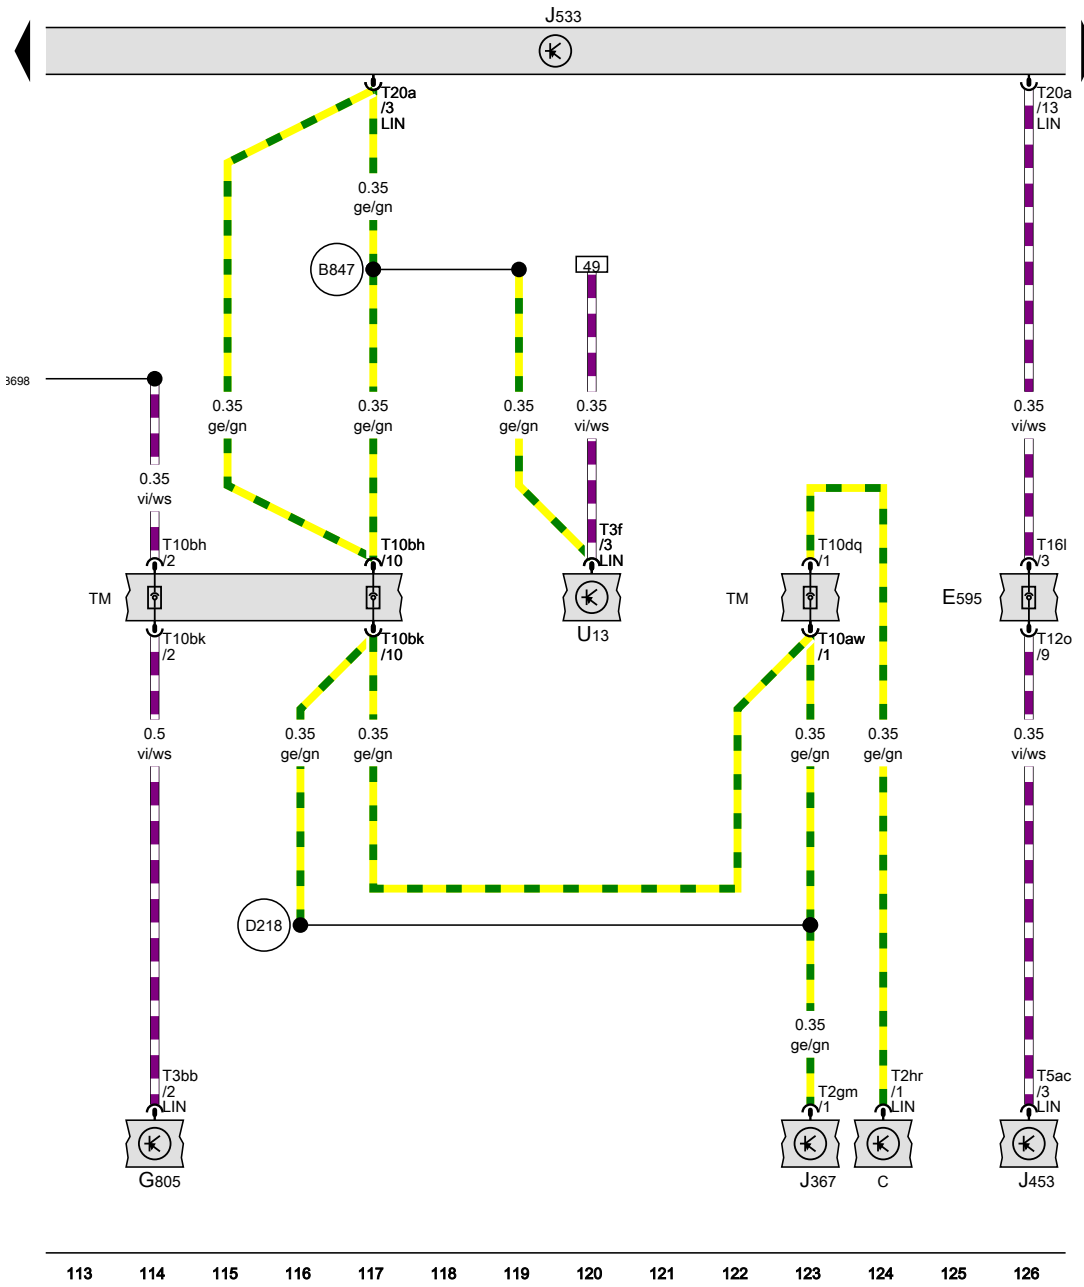 J533
T20a
/3
LIN
T20a
/13
LIN
0.35
ge/gn
B847
49
3698
0.35
ge/gn
0.35
ge/gn
0.35
ge/gn
0.35
vi/ws
0.35
vi/ws
0.35
vi/ws
T10bh
/2
T10bh
/10
T3f
/3
LIN
T10dq
/1
T16l
/3
TM
TM
E595
U13
T10bk
/2
T10bk
/10
T10aw
/1
T12o
/9
0.5
vi/ws
0.35
ge/gn
0.35
ge/gn
0.35
ge/gn
0.35
ge/gn
0.35
vi/ws
D218
0.35
ge/gn
T3bb
/2
LIN
T2gm
/1
T2hr
/1
LIN
T5ac
/3
LIN
G805
J367
C
J453
113 114 115 116 117 118 119 120 121 122 123 124 125 126